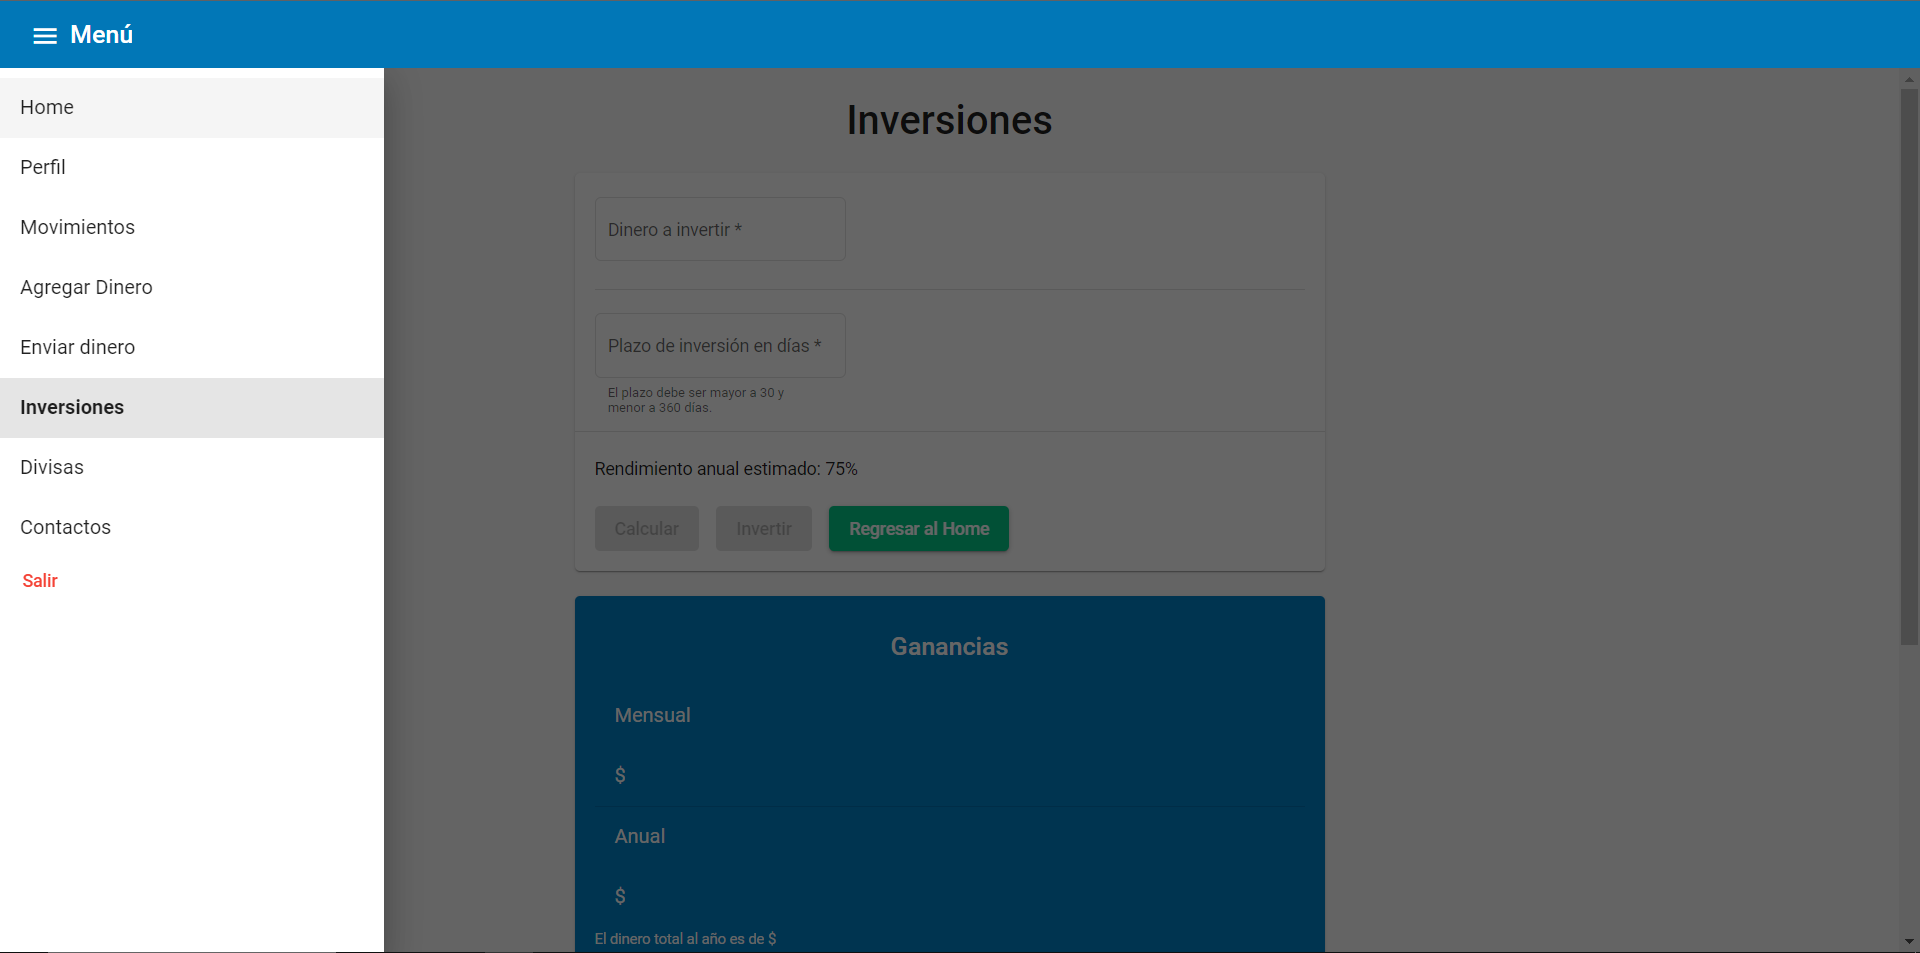 Menú
Home
Perfil
Movimientos
Agregar Dinero
Enviar dinero
Inversiones
Divisas
Contactos
Salir
Inversiones
Dinero a invertir *
Plazo de inversión en días *
El plazo debe ser mayor a 30 y
menor a 360 días.
Rendimiento anual estimado: 75%
Calcular Invertir Regresar al Home
Ganancias
Mensual
$
Anual
$
El dinero total al año es de $